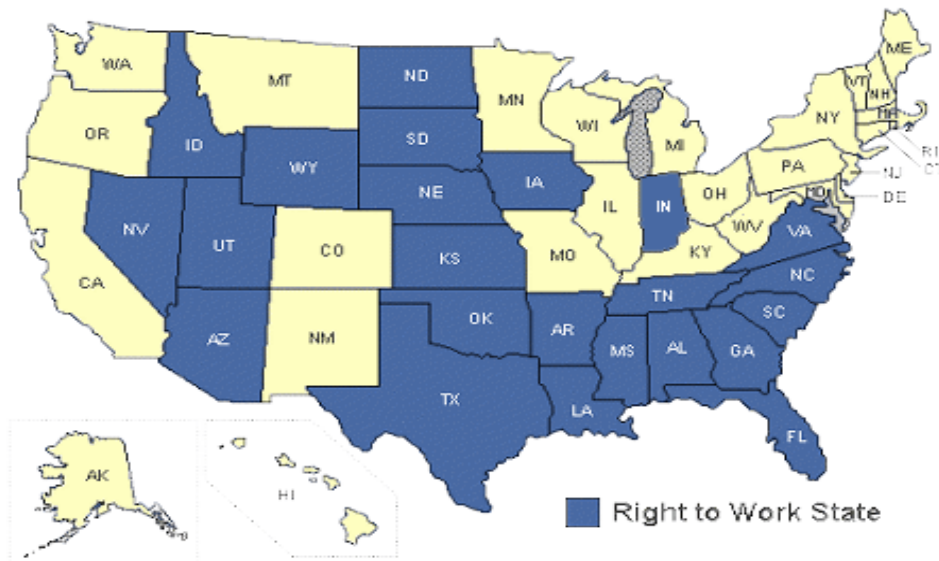 WA
MT
ND
MN
ME
VT
NH
OR
ID
SD
WI
MI
NY
MA
RI
CT
WY
IA
PA
NJ
NE
IL
IN
OH
MD
DE
NV
UT
CO
KS
MO
KY
WV
VA
CA
TN
NC
AZ
NM
OK
AR
SC
MS
AL
GA
TX
LA
FL
AK
HI
Right to Work State